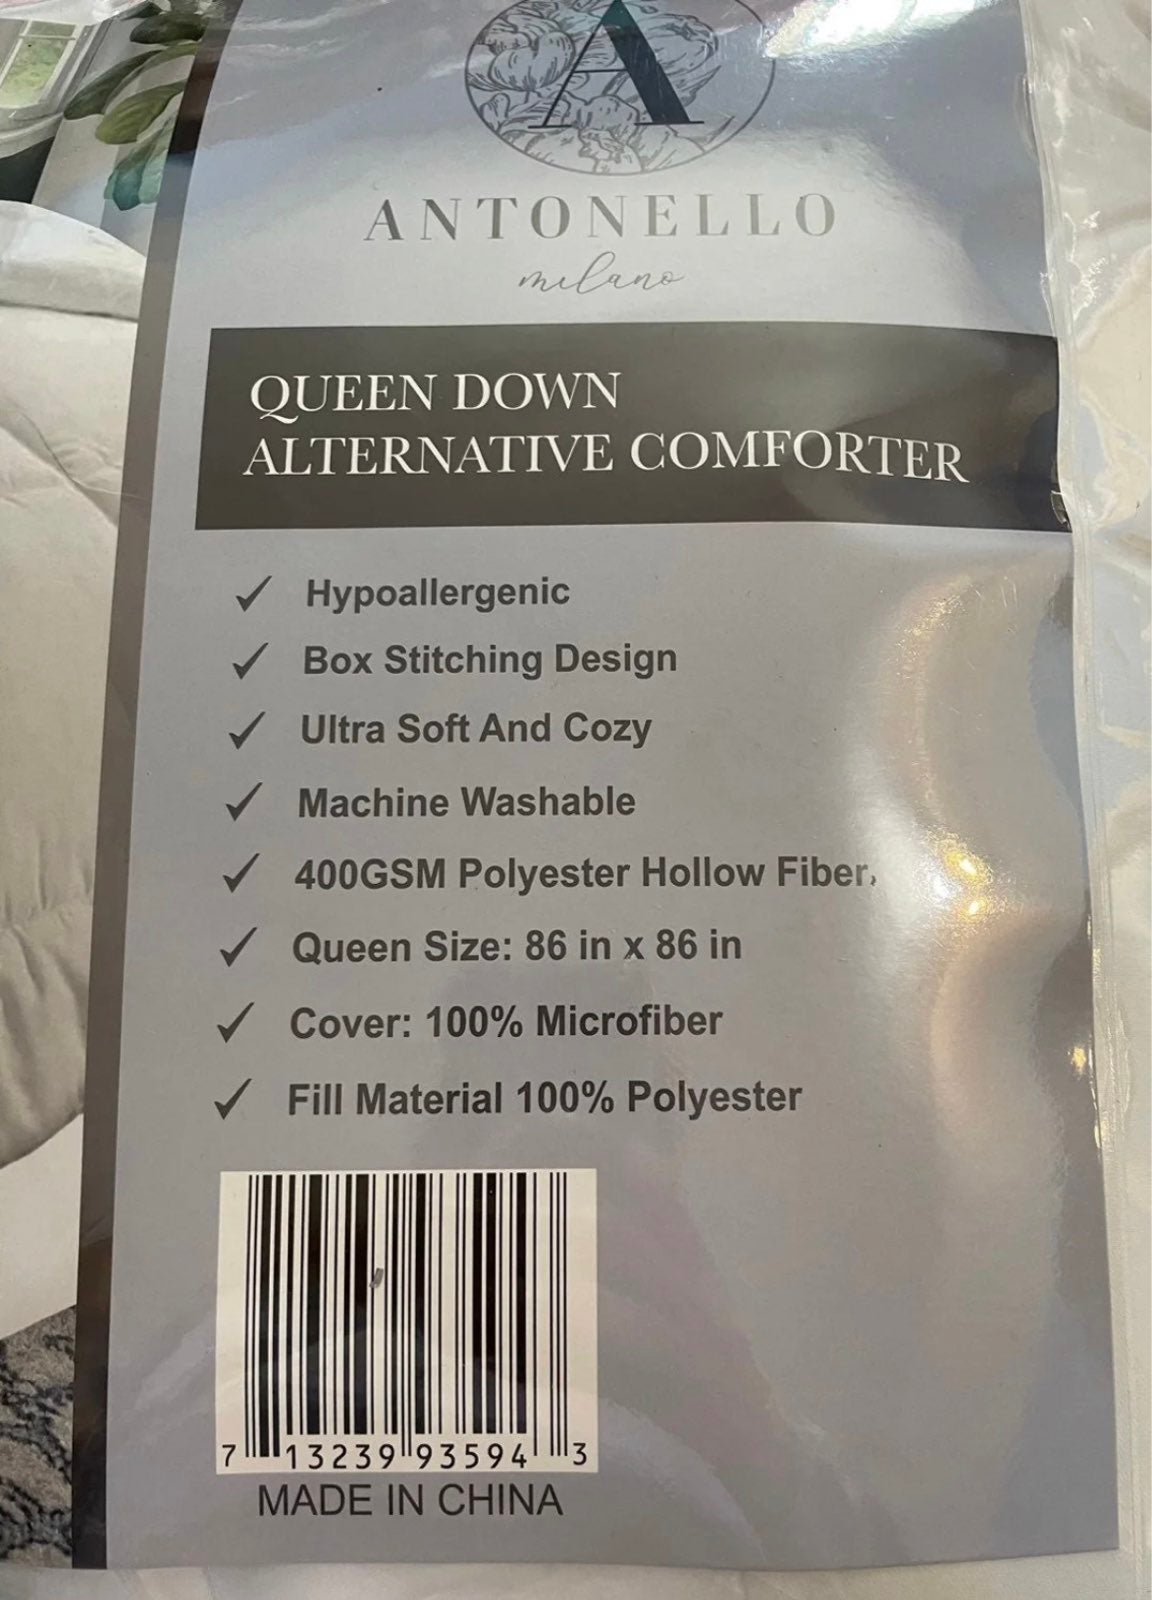 A
ANTONELLO
milano
QUEEN DOWN
ALTERNATIVE COMFORTER
✓ Hypoallergenic
✓ Box Stitching Design
✓ Ultra Soft And Cozy
✓ Machine Washable
✓ 400GSM Polyester Hollow Fiber,
✓ Queen Size: 86 in x 86 in
✓ Cover: 100% Microfiber
✓ Fill Material 100% Polyester
7 13239 93594 3
MADE IN CHINA